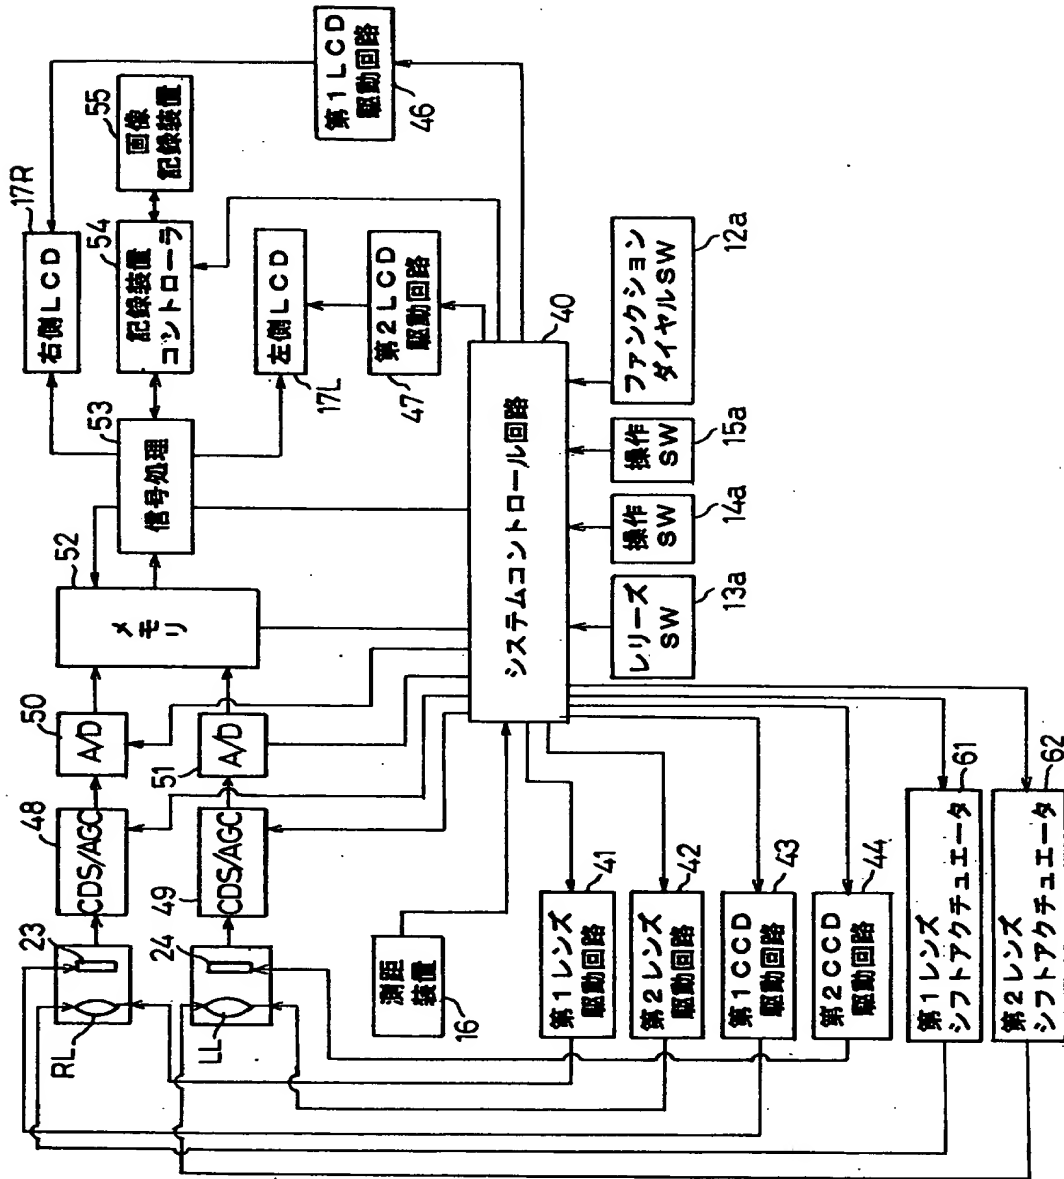 第1LCD
駆動回路
46
55
画像
記録装置
17R
右側LCD
54
記録装置
コントローラ
53
信号処理
左側LCD
17L
第2LCD
駆動回路
47
52
メモリ
50
A/D
51
A/D
48
CDS/AGC
49
CDS/AGC
23
RL
24
LL
40
システムコントロール回路
ファンクション
ダイヤルSW
12a
操作
SW
15a
操作
SW
14a
レリーズ
SW
13a
測距
装置
16
第1レンズ
駆動回路
41
第2レンズ
駆動回路
42
第1CCD
駆動回路
43
第2CCD
駆動回路
44
第1レンズ
シフトアクチュエータ
61
第2レンズ
シフトアクチュエータ
62